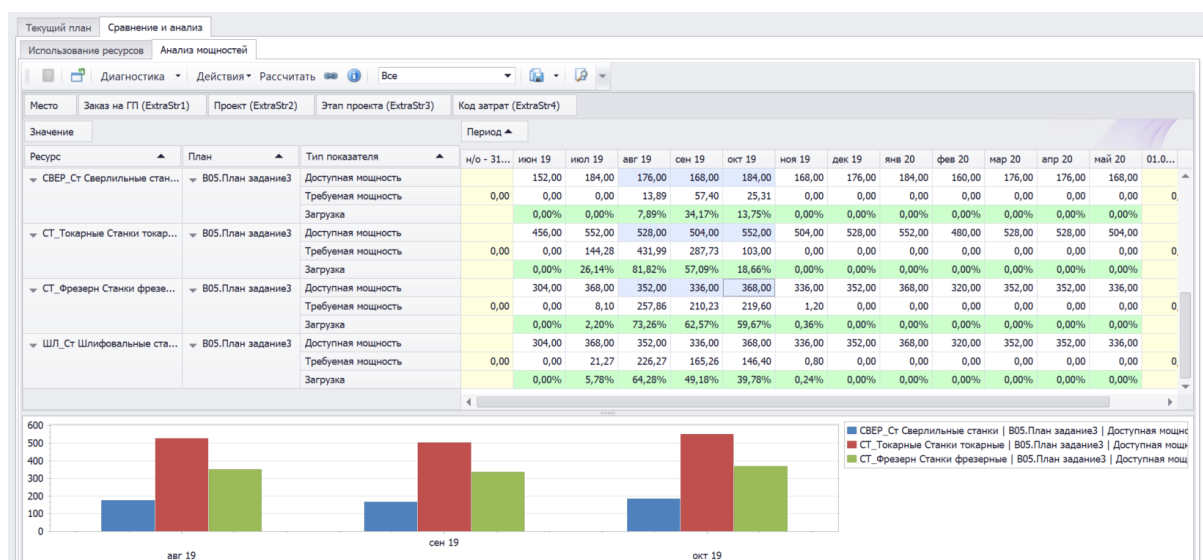 Текущий план Сравнение и анализ
Использование ресурсов Анализ мощностей
Диагностика Действия Рассчитать Все
Место Заказ на ГП (ExtraStr1) Проект (ExtraStr2) Этап проекта (ExtraStr3) Код затрат (ExtraStr4)
Значение Период
Ресурс План Тип показателя н/о - 31... июн 19 июл 19 авг 19 сен 19 окт 19 ноя 19 дек 19 янв 20 фев 20 мар 20 апр 20 май 20 01.0...
СВЕР_Ст Сверлильные стан... В05.План задание3 Доступная мощность 152,00 184,00 176,00 168,00 184,00 168,00 176,00 184,00 160,00 176,00 176,00 168,00
Требуемая мощность 0,00 0,00 0,00 13,89 57,40 25,31 0,00 0,00 0,00 0,00 0,00 0,00 0,00 0,
Загрузка 0,00% 0,00% 7,89% 34,17% 13,75% 0,00% 0,00% 0,00% 0,00% 0,00% 0,00% 0,00%
СТ_Токарные Станки токар... В05.План задание3 Доступная мощность 456,00 552,00 528,00 504,00 552,00 504,00 528,00 552,00 480,00 528,00 528,00 504,00
Требуемая мощность 0,00 0,00 144,28 431,99 287,73 103,00 0,00 0,00 0,00 0,00 0,00 0,00 0,00 0,
Загрузка 0,00% 26,14% 81,82% 57,09% 18,66% 0,00% 0,00% 0,00% 0,00% 0,00% 0,00% 0,00%
СТ_Фрезерн Станки фрезе... В05.План задание3 Доступная мощность 304,00 368,00 352,00 336,00 368,00 336,00 352,00 368,00 320,00 352,00 352,00 336,00
Требуемая мощность 0,00 0,00 8,10 257,86 210,23 219,60 1,20 0,00 0,00 0,00 0,00 0,00 0,00 0,
Загрузка 0,00% 2,20% 73,26% 62,57% 59,67% 0,36% 0,00% 0,00% 0,00% 0,00% 0,00% 0,00%
ШЛ_Ст Шлифовальные ста... В05.План задание3 Доступная мощность 304,00 368,00 352,00 336,00 368,00 336,00 352,00 368,00 320,00 352,00 352,00 336,00
Требуемая мощность 0,00 0,00 21,27 226,27 165,26 146,40 0,80 0,00 0,00 0,00 0,00 0,00 0,00 0,
Загрузка 0,00% 5,78% 64,28% 49,18% 39,78% 0,24% 0,00% 0,00% 0,00% 0,00% 0,00% 0,00%
600
500
400
300
200
100
0
авг 19 сен 19 окт 19
СВЕР_Ст Сверлильные станки | В05.План задание3 | Доступная мощно
СТ_Токарные Станки токарные | В05.План задание3 | Доступная мощн
СТ_Фрезерн Станки фрезерные | В05.План задание3 | Доступная мощ